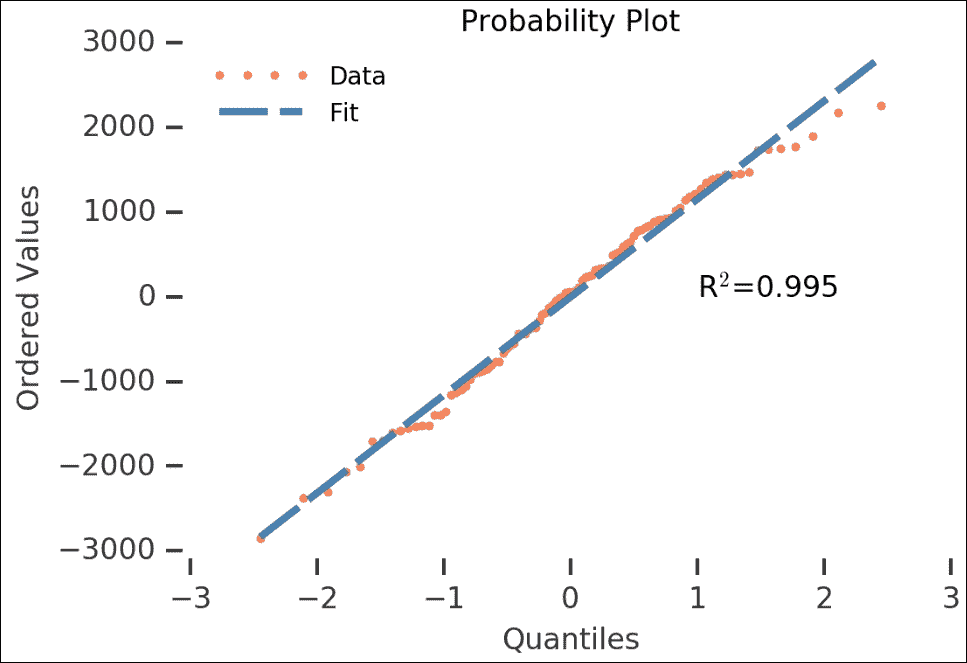 Probability Plot
3000
Data
Fit
2000
1000
Ordered Values
0
R²=0.995
−1000
−2000
−3000
−3 −2 −1 0 1 2 3
Quantiles